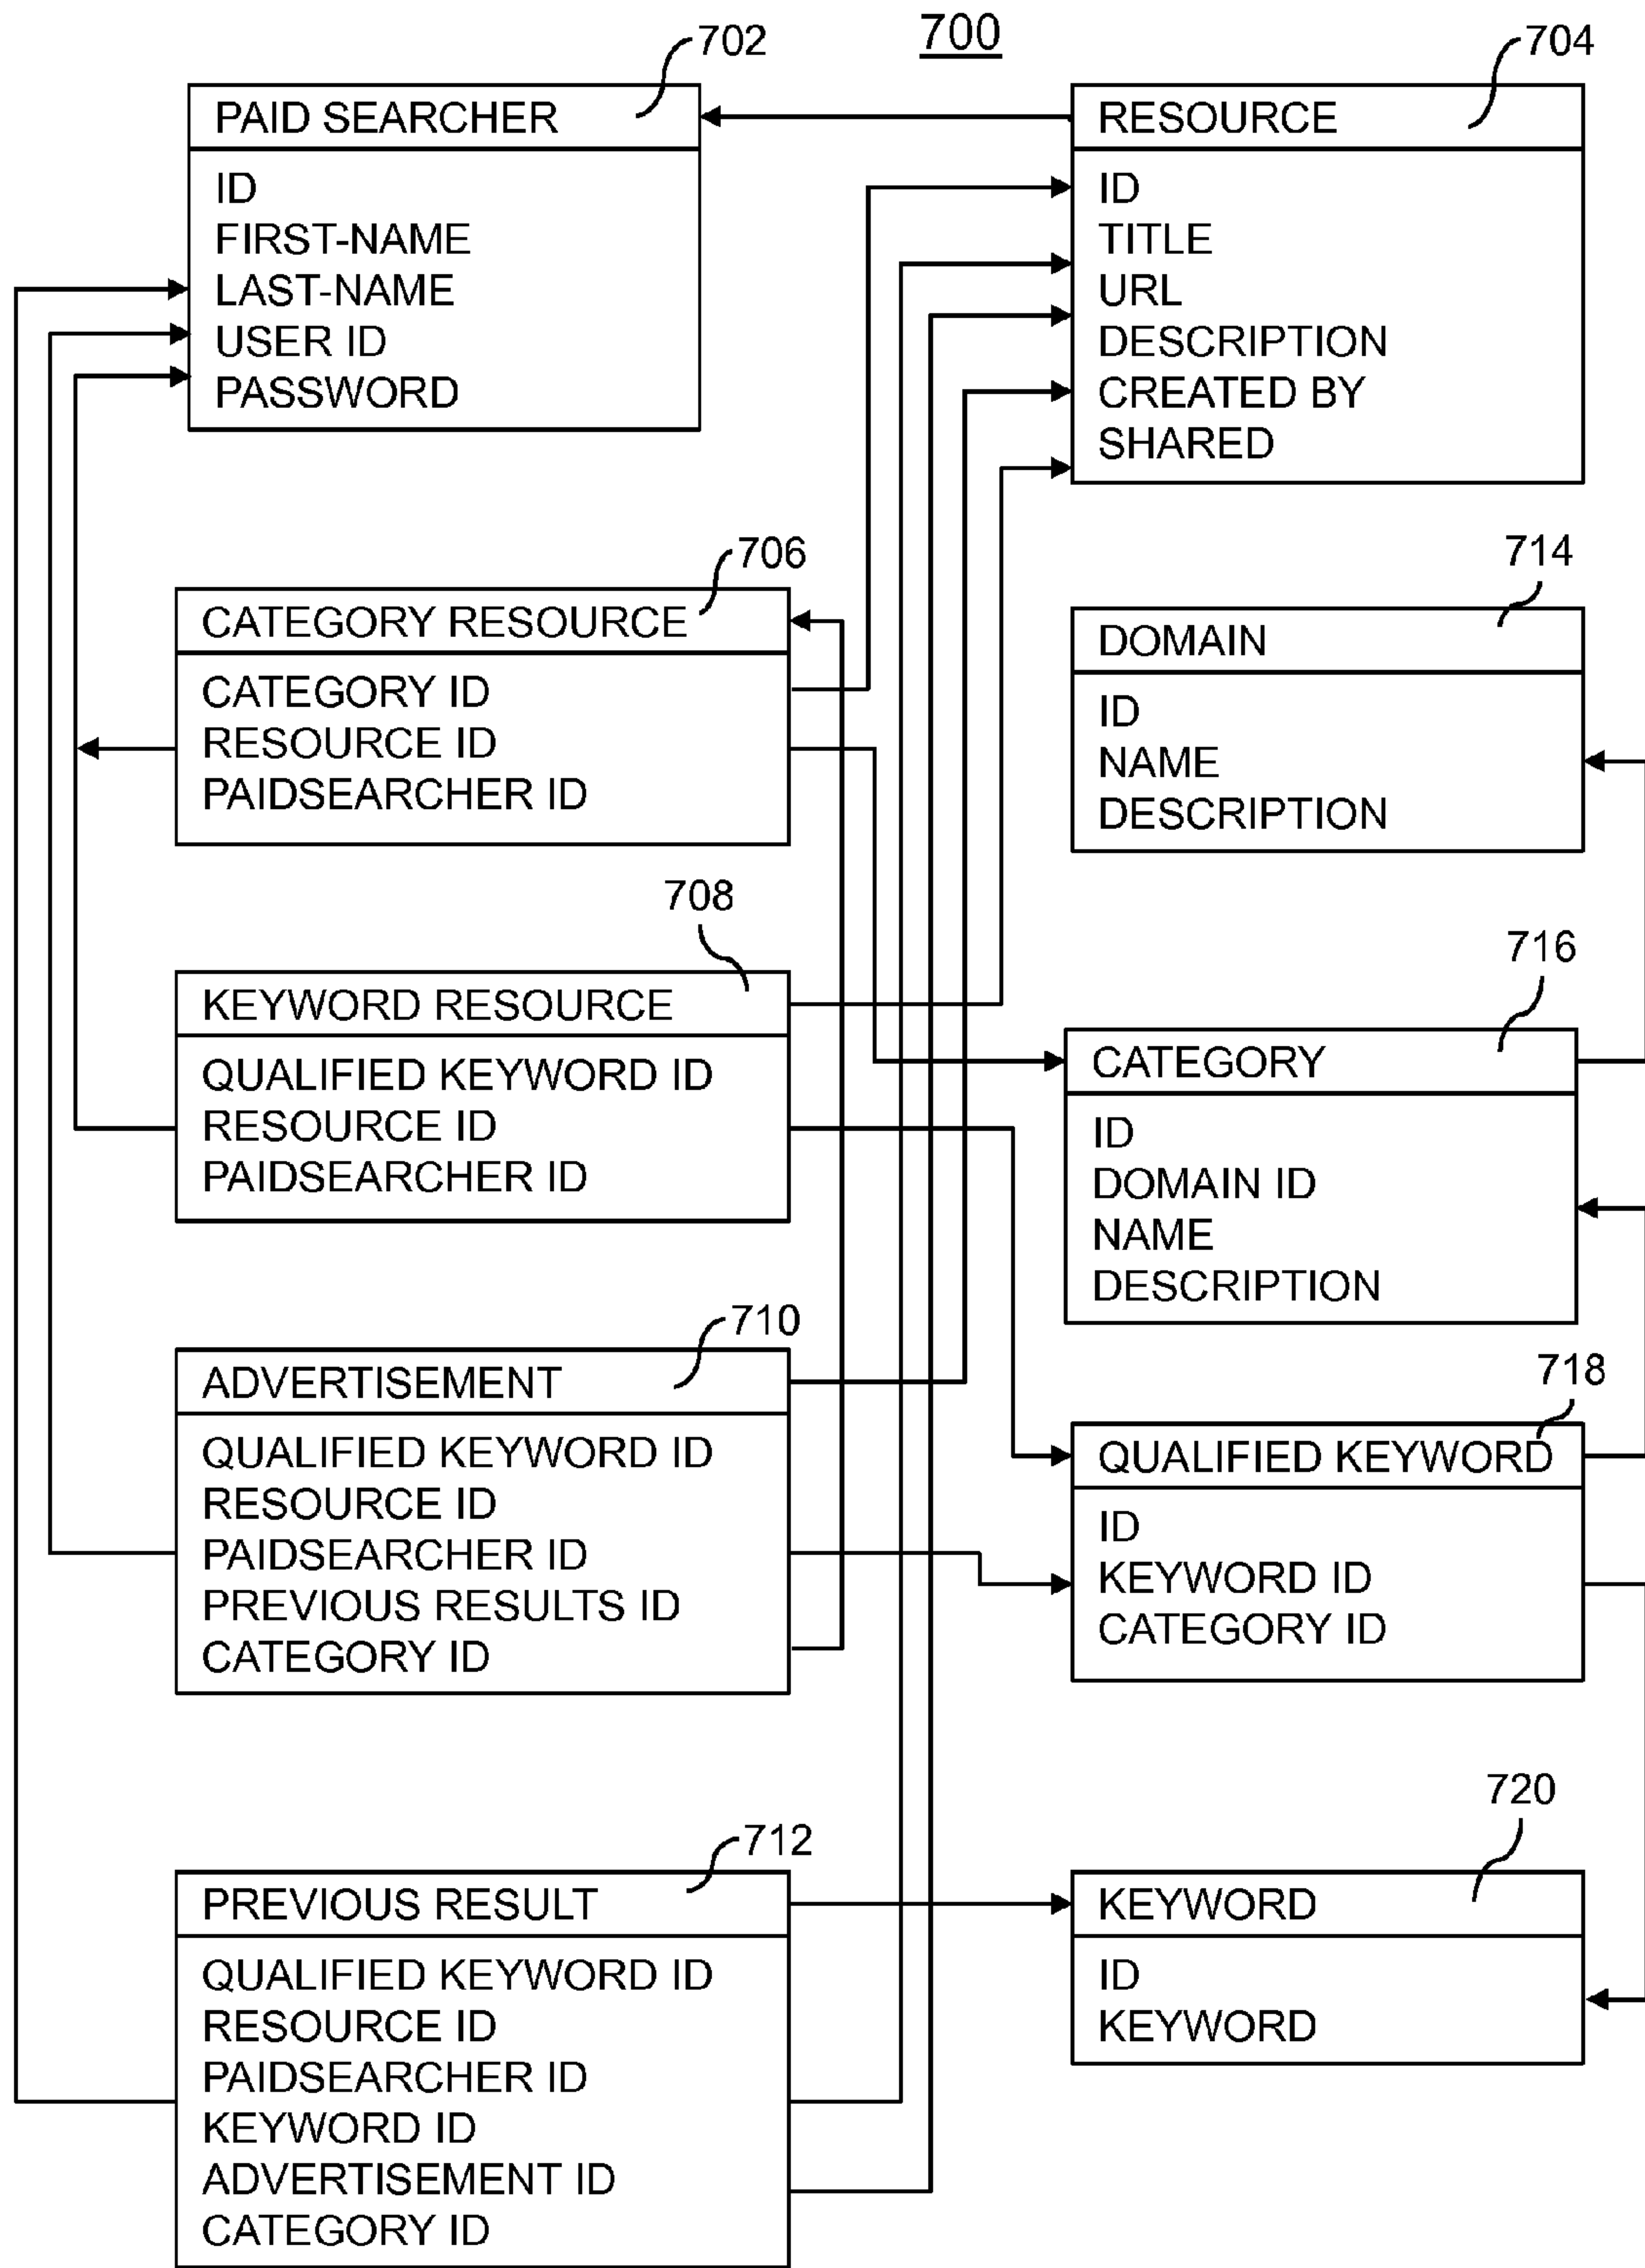 700
702
PAID SEARCHER
ID
FIRST-NAME
LAST-NAME
USER ID
PASSWORD
704
RESOURCE
ID
TITLE
URL
DESCRIPTION
CREATED BY
SHARED
706
CATEGORY RESOURCE
CATEGORY ID
RESOURCE ID
PAIDSEARCHER ID
714
DOMAIN
ID
NAME
DESCRIPTION
708
KEYWORD RESOURCE
QUALIFIED KEYWORD ID
RESOURCE ID
PAIDSEARCHER ID
716
CATEGORY
ID
DOMAIN ID
NAME
DESCRIPTION
710
ADVERTISEMENT
QUALIFIED KEYWORD ID
RESOURCE ID
PAIDSEARCHER ID
PREVIOUS RESULTS ID
CATEGORY ID
718
QUALIFIED KEYWORD
ID
KEYWORD ID
CATEGORY ID
712
PREVIOUS RESULT
QUALIFIED KEYWORD ID
RESOURCE ID
PAIDSEARCHER ID
KEYWORD ID
ADVERTISEMENT ID
CATEGORY ID
720
KEYWORD
ID
KEYWORD